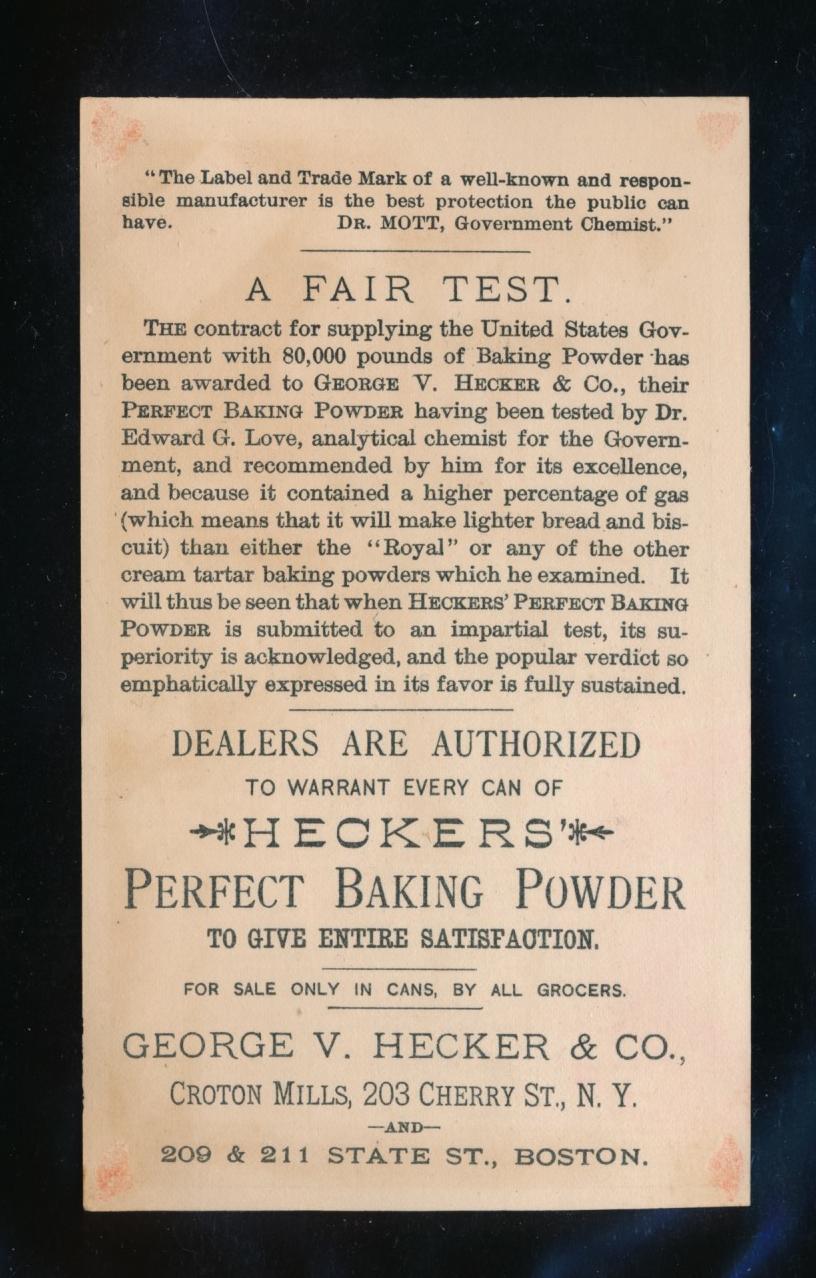 "The Label and Trade Mark of a well-known and respon-
sible manufacturer is the best protection the public can
have. DR. MOTT, Government Chemist."
A FAIR TEST.
THE contract for supplying the United States Gov-
ernment with 80,000 pounds of Baking Powder has
been awarded to GEORGE V. HECKER & Co., their
PERFECT BAKING POWDER having been tested by Dr.
Edward G. Love, analytical chemist for the Govern-
ment, and recommended by him for its excellence,
and because it contained a higher percentage of gas
(which means that it will make lighter bread and bis-
cuit) than either the "Royal" or any of the other
cream tartar baking powders which he examined. It
will thus be seen that when HECKERS' PERFECT BAKING
POWDER is submitted to an impartial test, its su-
periority is acknowledged, and the popular verdict so
emphatically expressed in its favor is fully sustained.
DEALERS ARE AUTHORIZED
TO WARRANT EVERY CAN OF
HECKERS'
PERFECT BAKING POWDER
TO GIVE ENTIRE SATISFACTION.
FOR SALE ONLY IN CANS, BY ALL GROCERS.
GEORGE V. HECKER & CO.,
CROTON MILLS, 203 CHERRY ST., N. Y.
—AND—
209 & 211 STATE ST., BOSTON.